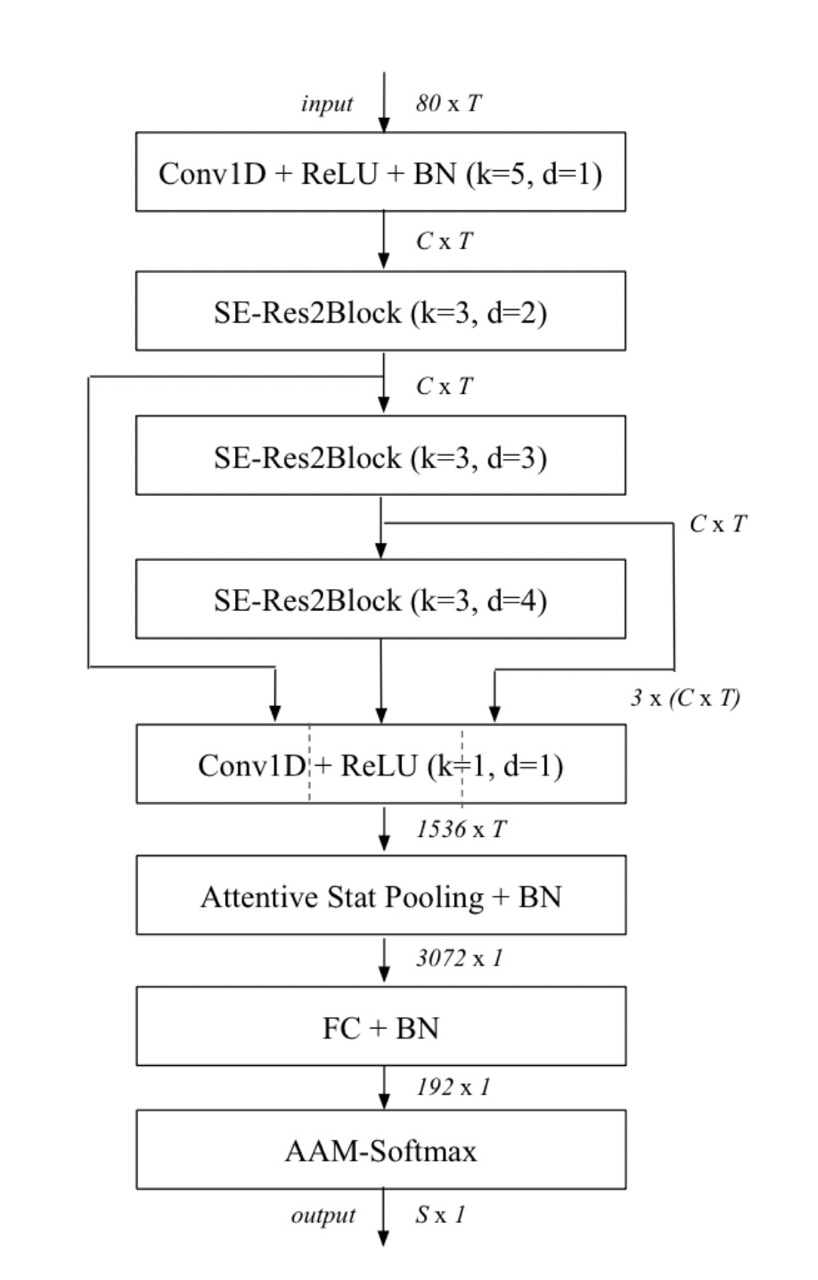 input 80 x T
Conv1D + ReLU + BN (k=5, d=1)
C x T
SE-Res2Block (k=3, d=2)
C x T
SE-Res2Block (k=3, d=3)
C x T
SE-Res2Block (k=3, d=4)
3 x (C x T)
Conv1D + ReLU (k=1, d=1)
1536 x T
Attentive Stat Pooling + BN
3072 x 1
FC + BN
192 x 1
AAM-Softmax
output S x 1